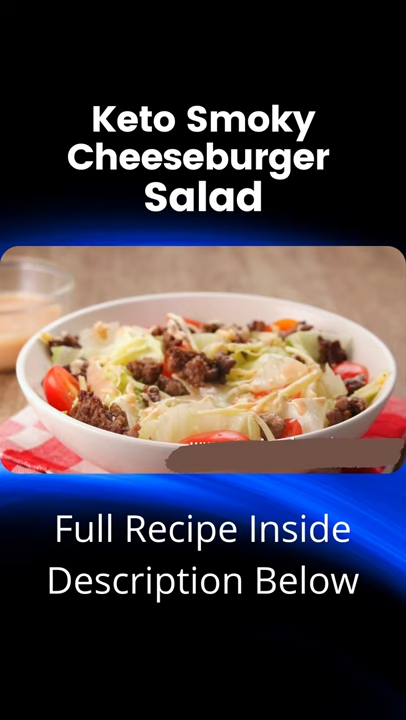 Keto Smoky
Cheeseburger
Salad
Full Recipe Inside
Description Below